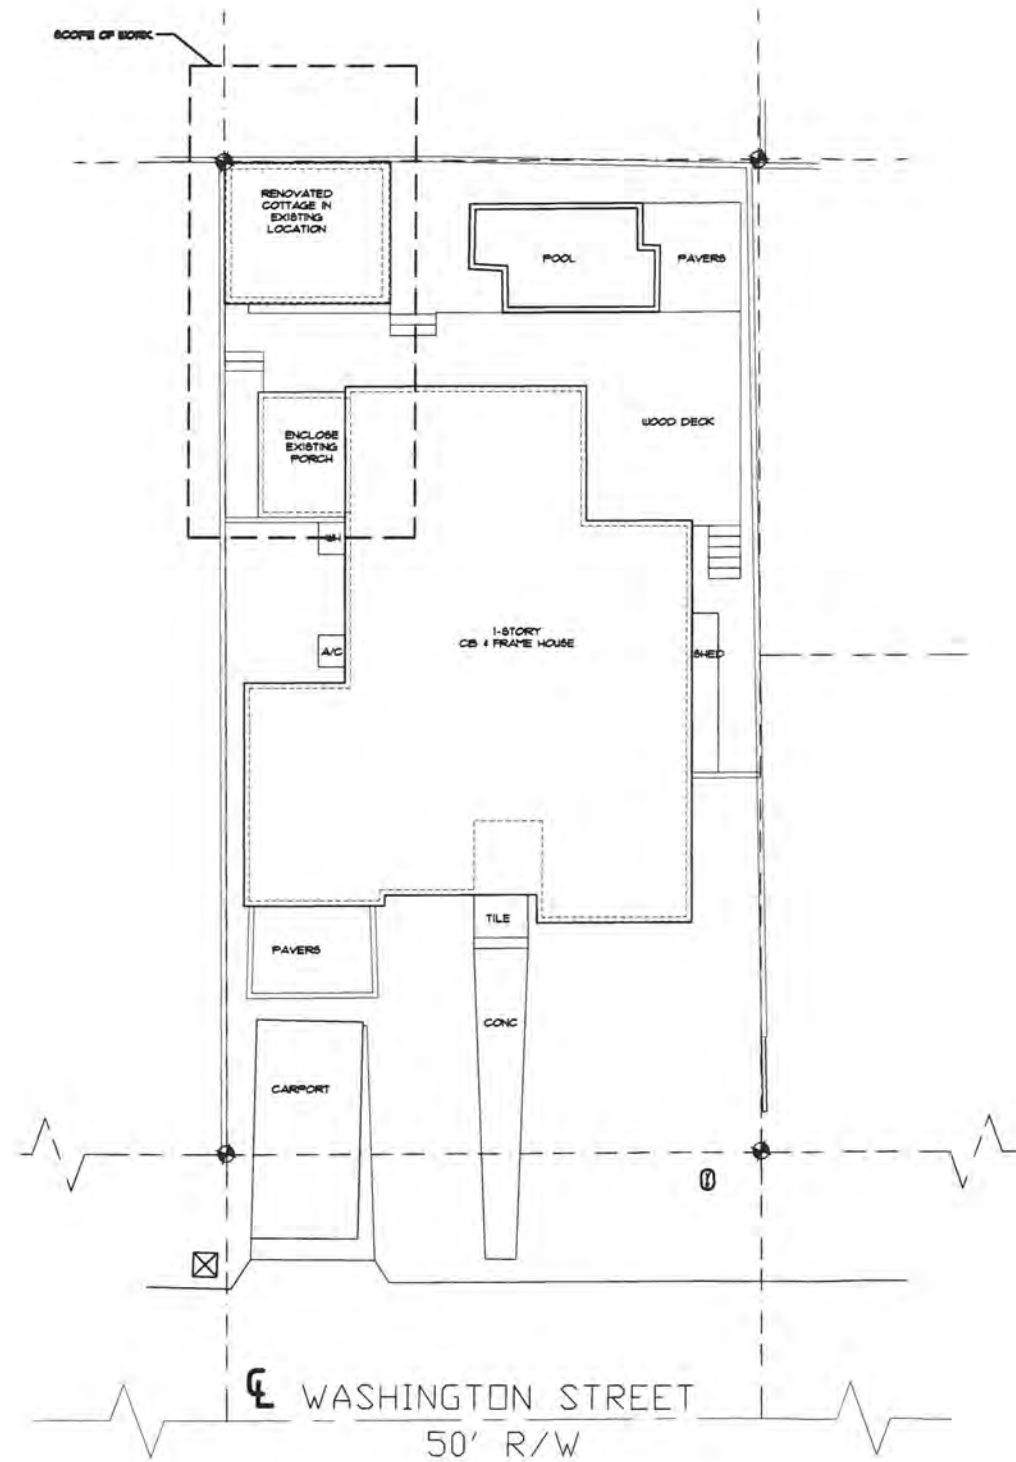 SCOPE OF WORK
RENOVATED
COTTAGE IN
EXISTING
LOCATION
POOL
PAVERS
WOOD DECK
ENCLOSE
EXISTING
PORCH
WH
1-STORY
CB & FRAME HOUSE
A/C
SHED
TILE
PAVERS
CONC
CARPORT
℄ WASHINGTON STREET
50' R/W